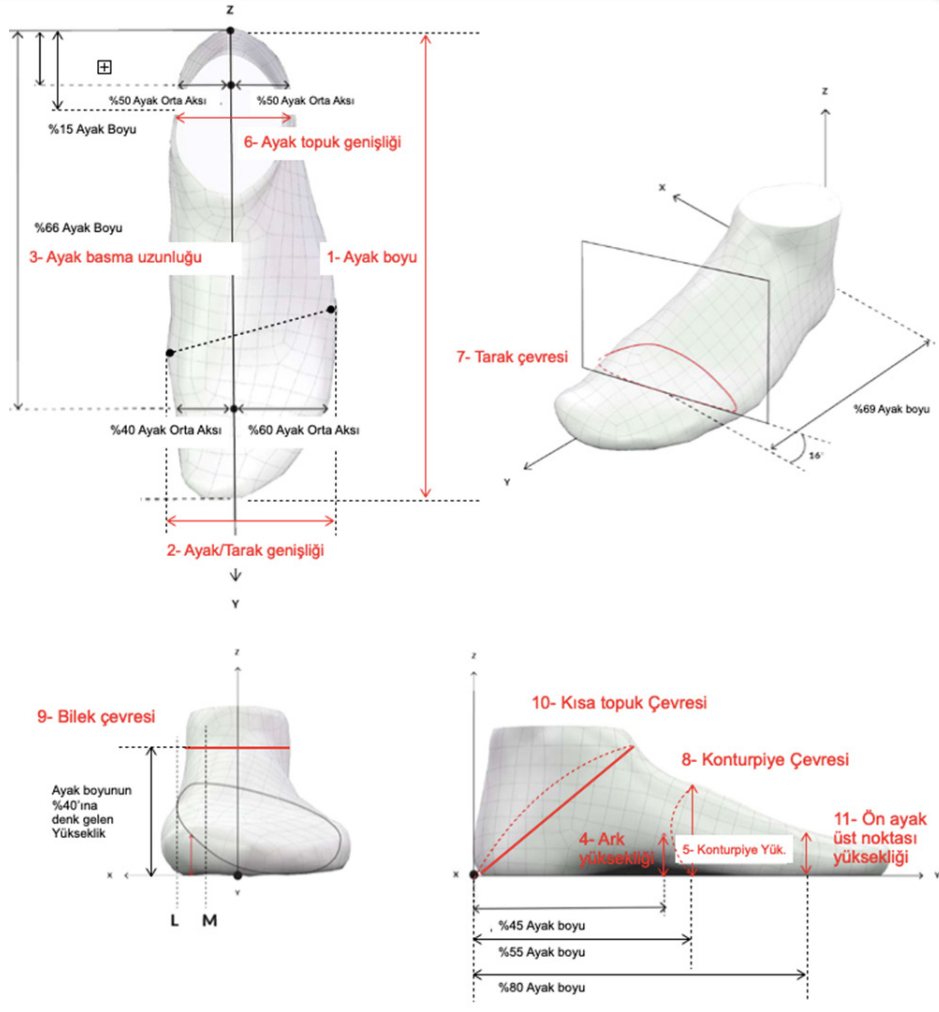 Z
%50 Ayak Orta Aksı
%50 Ayak Orta Aksı
%15 Ayak Boyu
6- Ayak topuk genişliği
%66 Ayak Boyu
3- Ayak basma uzunluğu
1- Ayak boyu
%40 Ayak Orta Aksı
%60 Ayak Orta Aksı
2- Ayak/Tarak genişliği
Y
Z
X
7- Tarak çevresi
%69 Ayak boyu
16°
Y
Z
9- Bilek çevresi
Ayak boyunun
%40'ına
denk gelen
Yükseklik
X
Y
L
M
Z
10- Kısa topuk Çevresi
8- Konturpiye Çevresi
4- Ark
yüksekliği
5- Konturpiye Yük.
11- Ön ayak
üst noktası
yüksekliği
X
Y
%45 Ayak boyu
%55 Ayak boyu
%80 Ayak boyu